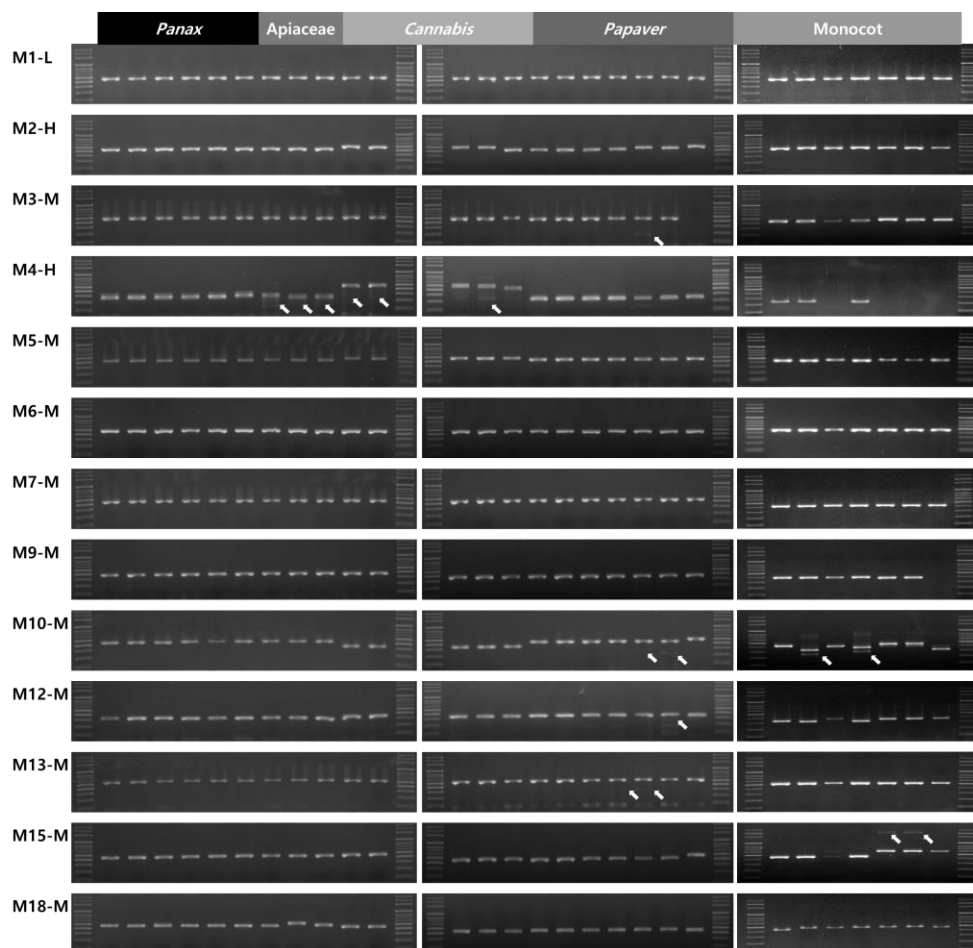 Panax Apiaceae Cannabis Papaver Monocot
M1-L
M2-H
M3-M
M4-H
M5-M
M6-M
M7-M
M9-M
M10-M
M12-M
M13-M
M15-M
M18-M